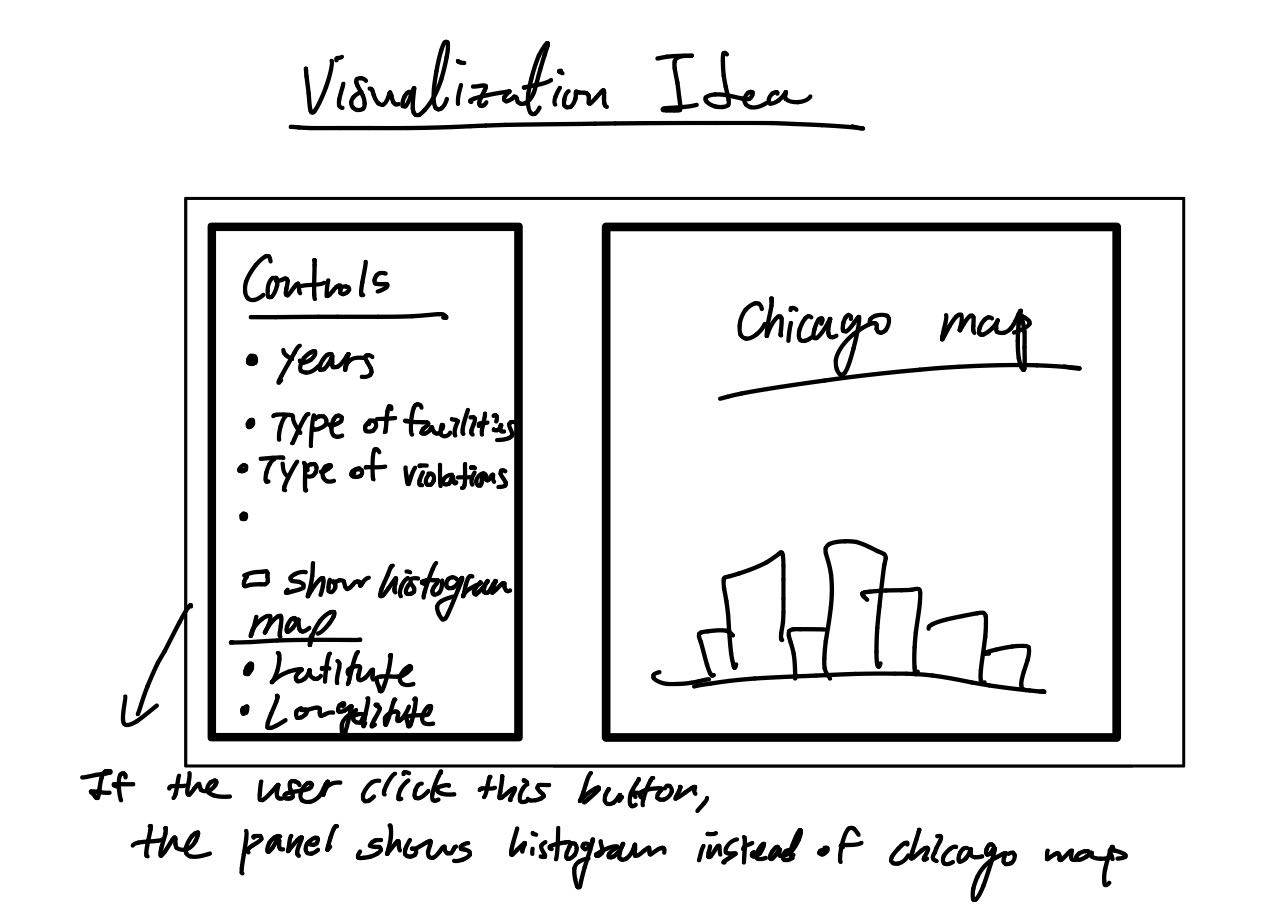 Visualization Idea
Controls
• Years
• Type of facilities
• Type of violations
•
show histogram
map
• Latitute
• Longditute
Chicago map
If the user click this button,
the panel shows histogram instead of chicago map